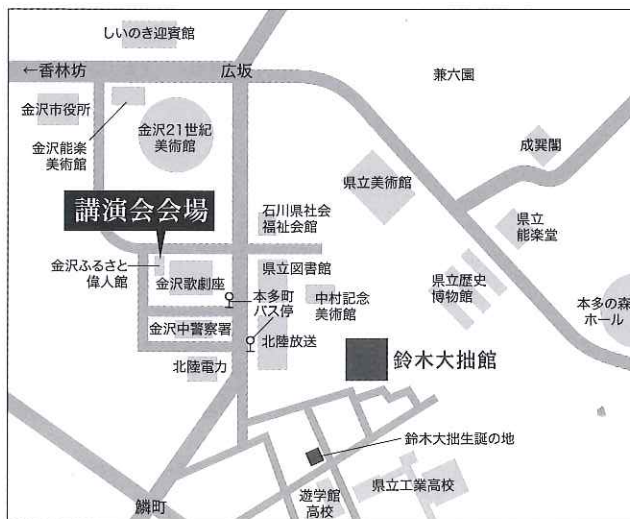 しいのき迎賓館
←香林坊
広坂
兼六園
金沢市役所
金沢能楽
美術館
金沢21世紀
美術館
成巽閣
県立美術館
講演会会場
石川県社会
福祉会館
県立
能楽堂
金沢ふるさと
偉人館
金沢歌劇座
県立図書館
県立歴史
博物館
本多町
バス停
中村記念
美術館
本多の森
ホール
金沢中警察署
北陸放送
北陸電力
鈴木大拙館
鈴木大拙生誕の地
遊学館
高校
県立工業高校
鱗町